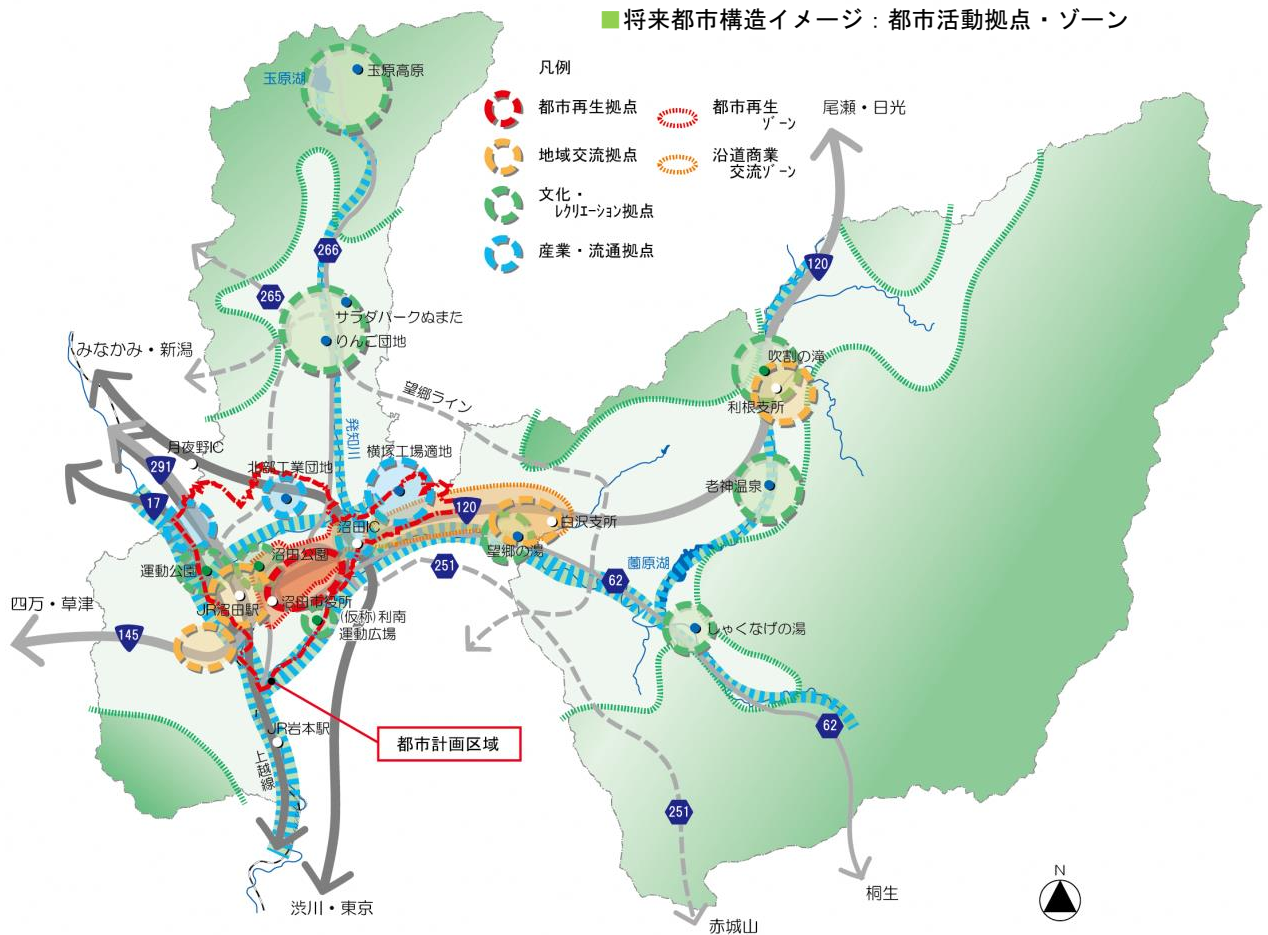 ■将来都市構造イメージ：都市活動拠点・ゾーン
凡例
都市再生拠点
都市再生
ｿﾞｰﾝ
地域交流拠点
沿道商業
交流ｿﾞｰﾝ
文化・
ﾚｸﾘｴｰｼｮﾝ拠点
産業・流通拠点
玉原湖
玉原高原
尾瀬・日光
266
120
265
サラダパークぬまた
りんご団地
みなかみ・新潟
望郷ライン
吹割の滝
利根支所
発知川
月夜野IC
横塚工場適地
291
北部工業団地
老神温泉
17
120
沼田IC
白沢支所
望郷の湯
沼田公園
運動公園
251
薗原湖
62
四万・草津
JR沼田駅
沼田市役所
(仮称)利南
運動広場
145
しゃくなげの湯
JR岩本駅
都市計画区域
62
上越線
251
N
桐生
渋川・東京
赤城山